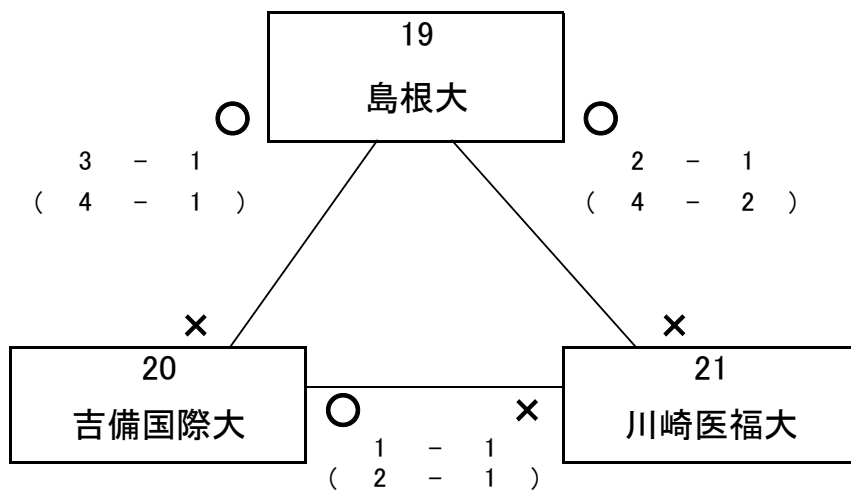 19
島根大
○ ○
3 - 1
( 4 - 1 )
2 - 1
( 4 - 2 )
× ×
20
吉備国際大
21
川崎医福大
○ ×
1 - 1
( 2 - 1 )